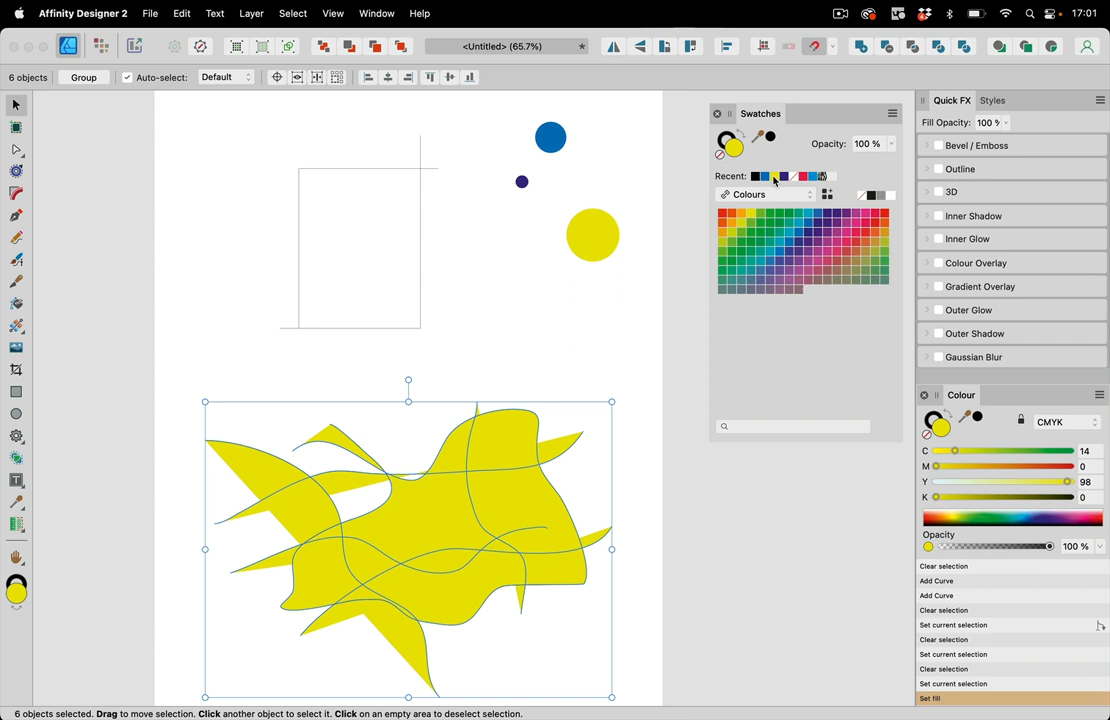 Affinity Designer 2 File Edit Text Layer Select View Window Help 17:01
<Untitled> (65.7%) *
6 objects Group Auto-select: Default
Quick FX Styles
Fill Opacity: 100 %
Bevel / Emboss
Outline
3D
Inner Shadow
Inner Glow
Colour Overlay
Gradient Overlay
Outer Glow
Outer Shadow
Gaussian Blur
Swatches
Opacity: 100 %
Recent:
Colours
Colour
CMYK
C 14
M 0
Y 98
K 0
Opacity
100 %
Clear selection
Add Curve
Add Curve
Clear selection
Set current selection
Clear selection
Set current selection
Clear selection
Set current selection
Set fill
6 objects selected. Drag to move selection. Click another object to select it. Click on an empty area to deselect selection.